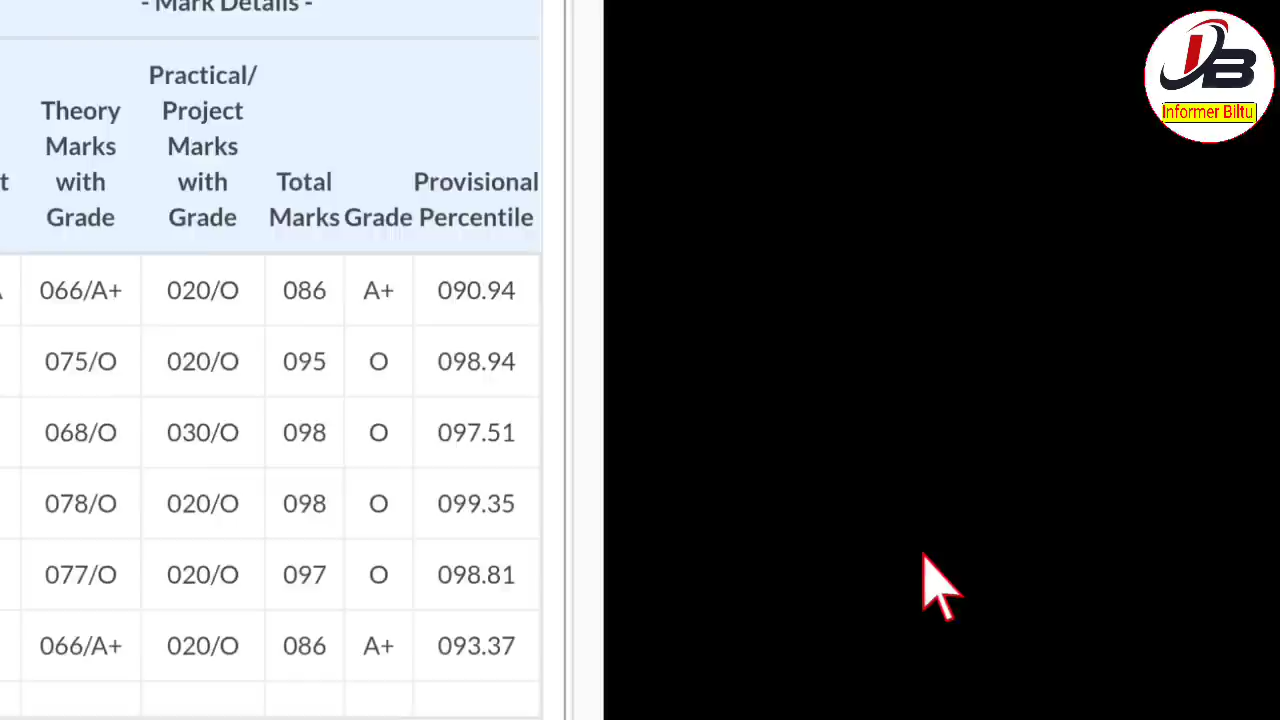 - Mark Details -
Practical/
Theory Project
Marks Marks
t with with Total Provisional
Grade Grade Marks Grade Percentile
066/A+ 020/O 086 A+ 090.94
075/O 020/O 095 O 098.94
068/O 030/O 098 O 097.51
078/O 020/O 098 O 099.35
077/O 020/O 097 O 098.81
066/A+ 020/O 086 A+ 093.37
IB
Informer Biltu